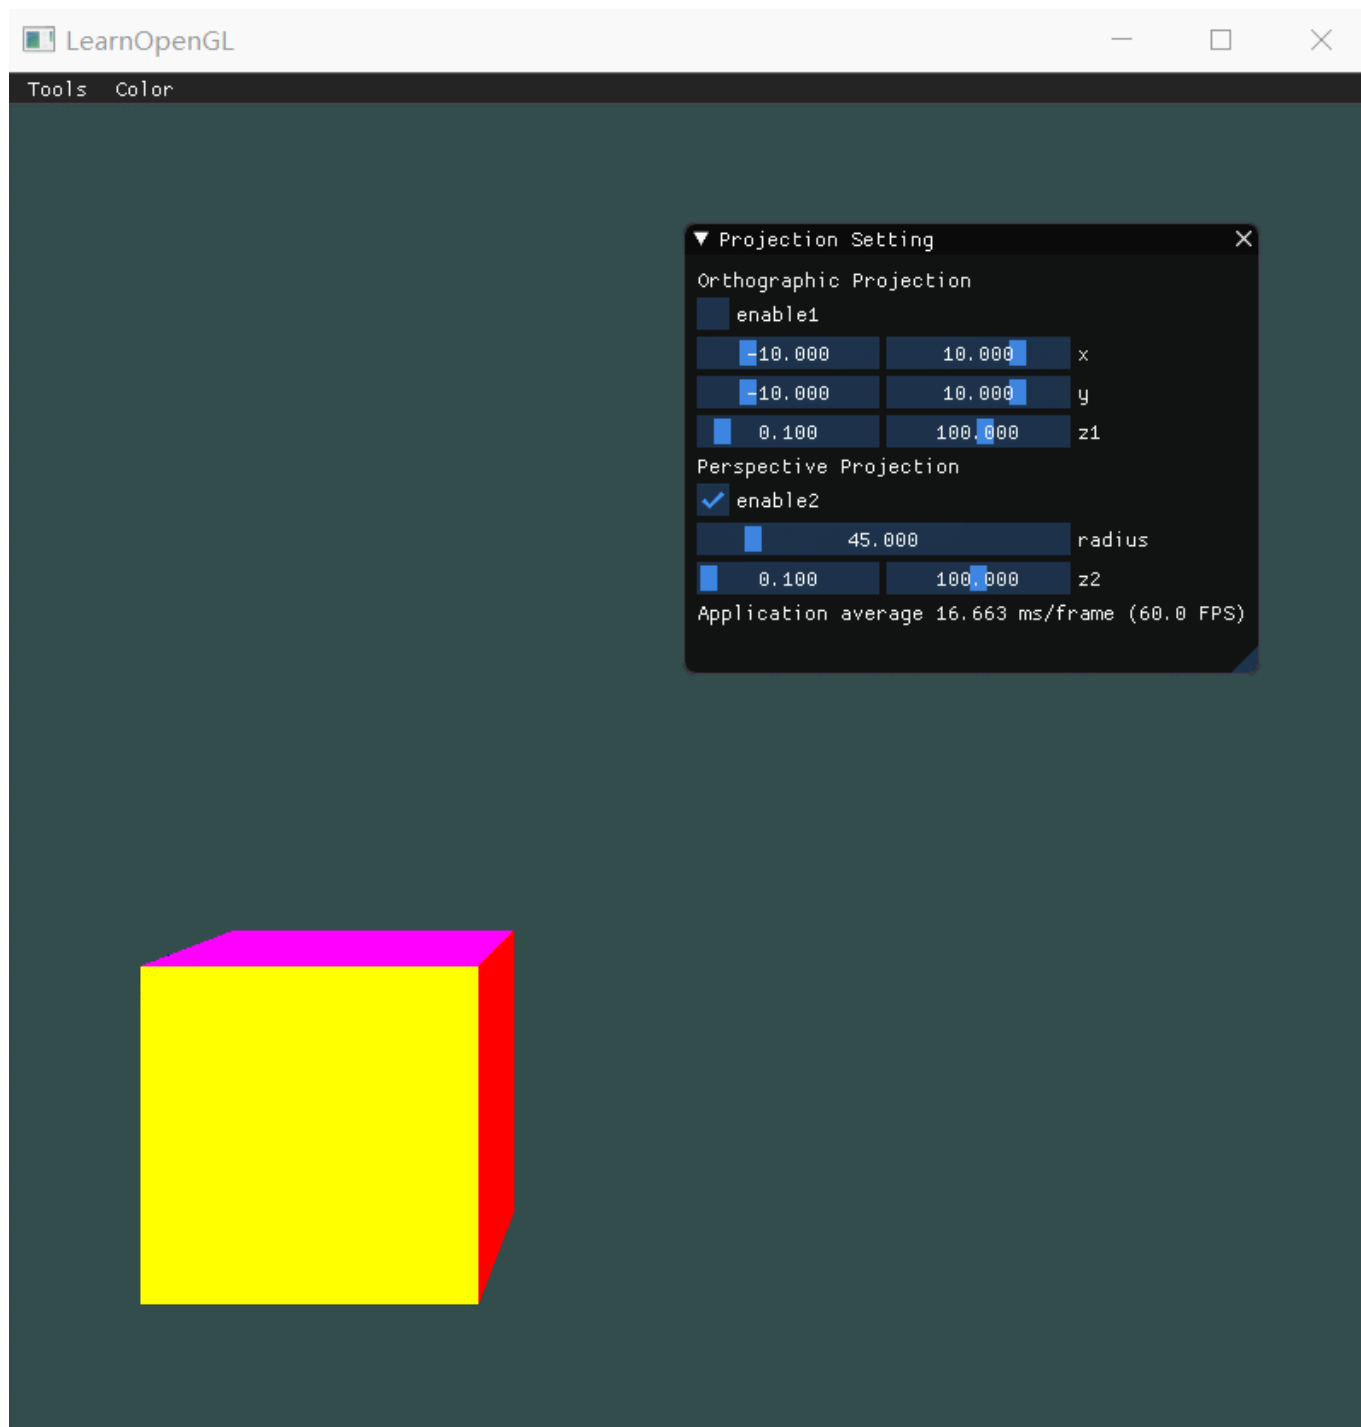 LearnOpenGL
Tools Color
Projection Setting
Orthographic Projection
enable1
-10.000 10.000 x
-10.000 10.000 y
0.100 100.000 z1
Perspective Projection
enable2
45.000 radius
0.100 100.000 z2
Application average 16.663 ms/frame (60.0 FPS)